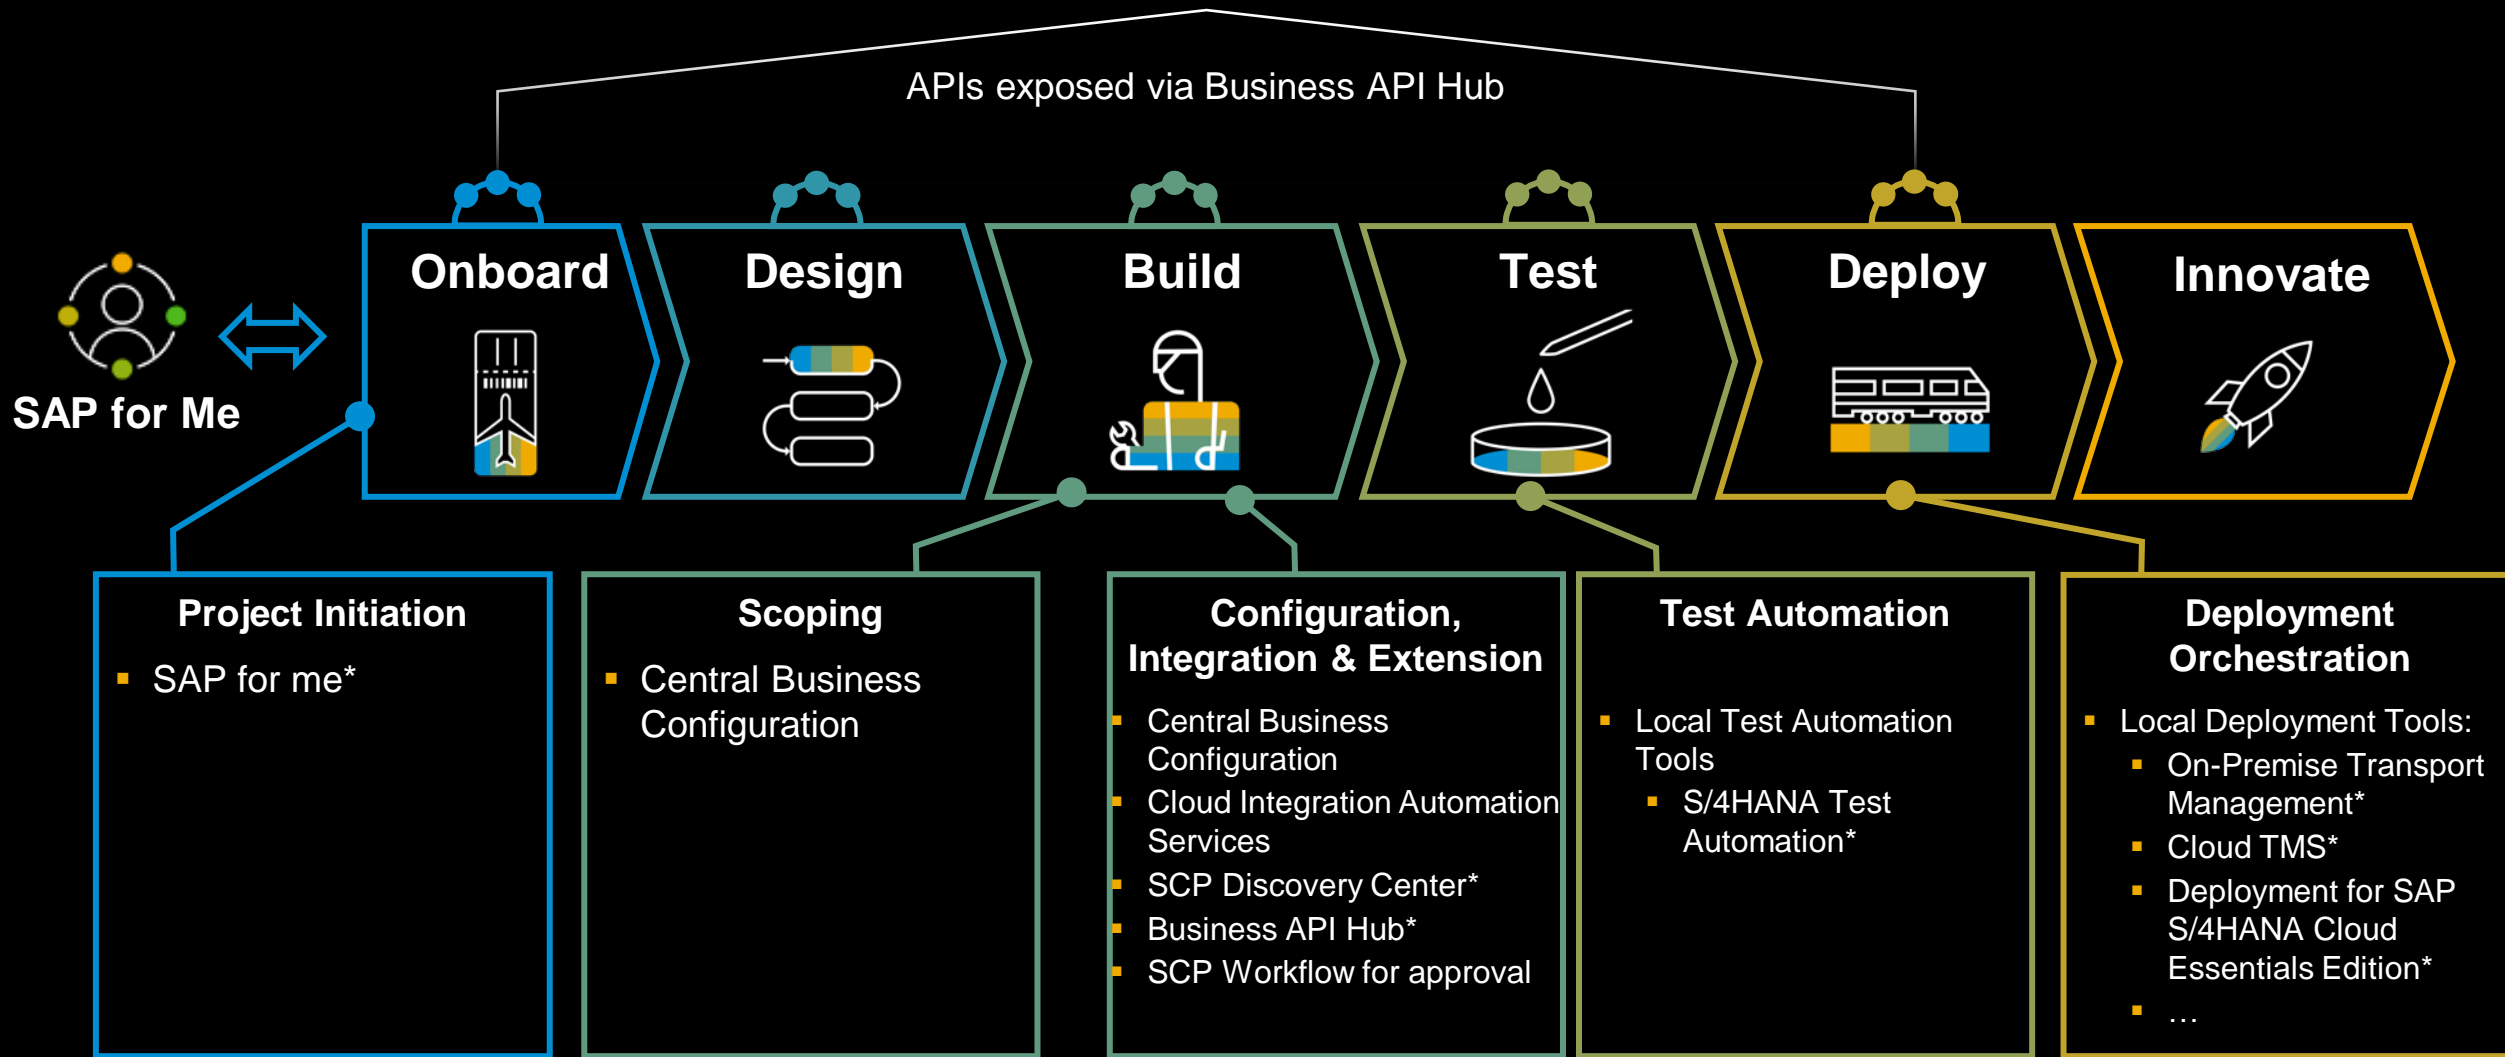 APIs exposed via Business API Hub
Onboard
Design
Build
Test
Deploy
Innovate
SAP for Me
Project Initiation
▪ SAP for me*
Scoping
▪ Central Business
Configuration
Configuration,
Integration & Extension
▪ Central Business
Configuration
▪ Cloud Integration Automation
Services
▪ SCP Discovery Center*
▪ Business API Hub*
▪ SCP Workflow for approval
Test Automation
▪ Local Test Automation
Tools
▪ S/4HANA Test
Automation*
Deployment
Orchestration
▪ Local Deployment Tools:
▪ On-Premise Transport
Management*
▪ Cloud TMS*
▪ Deployment for SAP
S/4HANA Cloud
Essentials Edition*
▪ …